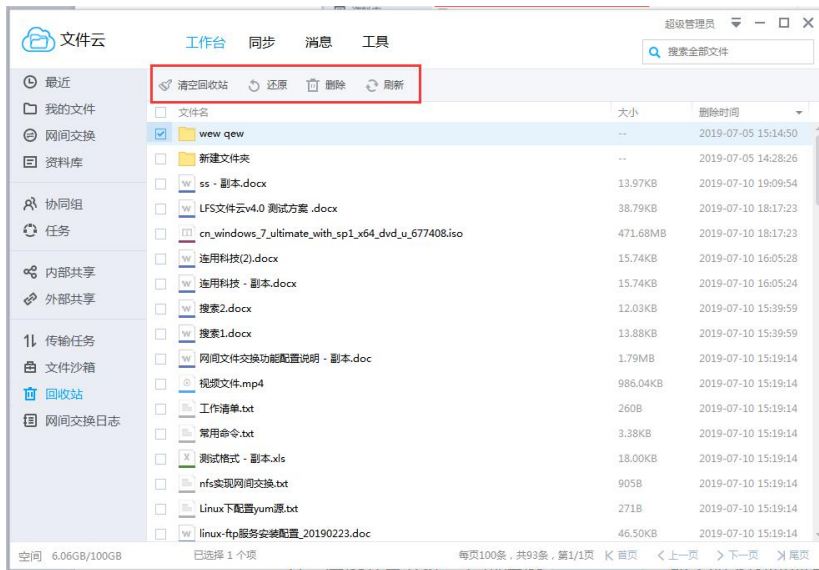 超级管理员
文件云
工作台 同步 消息 工具
搜索全部文件
最近
我的文件
网间交换
资料库
协同组
任务
内部共享
外部共享
传输任务
文件沙箱
回收站
网间交换日志
清空回收站 还原 删除 刷新
文件名 大小 删除时间
wew qew -- 2019-07-05 15:14:50
新建文件夹 -- 2019-07-05 14:28:26
ss - 副本.docx 13.97KB 2019-07-10 19:09:54
LFS文件云v4.0 测试方案 .docx 38.79KB 2019-07-10 18:17:23
cn_windows_7_ultimate_with_sp1_x64_dvd_u_677408.iso 471.68MB 2019-07-10 18:17:23
连用科技(2).docx 15.74KB 2019-07-10 16:05:28
连用科技 - 副本.docx 15.74KB 2019-07-10 16:05:24
搜索2.docx 12.03KB 2019-07-10 15:39:59
搜索1.docx 13.88KB 2019-07-10 15:39:59
网间文件交换功能配置说明 - 副本.doc 1.79MB 2019-07-10 15:19:14
视频文件.mp4 986.04KB 2019-07-10 15:19:14
工作清单.txt 260B 2019-07-10 15:19:14
常用命令.txt 3.38KB 2019-07-10 15:19:14
测试格式 - 副本.xls 18.00KB 2019-07-10 15:19:14
nfs实现网间交换.txt 905B 2019-07-10 15:19:14
Linux下配置yum源.txt 271B 2019-07-10 15:19:14
linux-ftp服务安装配置_20190223.doc 46.50KB 2019-07-10 15:19:14
空间 6.06GB/100GB 已选择 1 个项 每页100条，共93条，第1/1页 首页 上一页 下一页 尾页